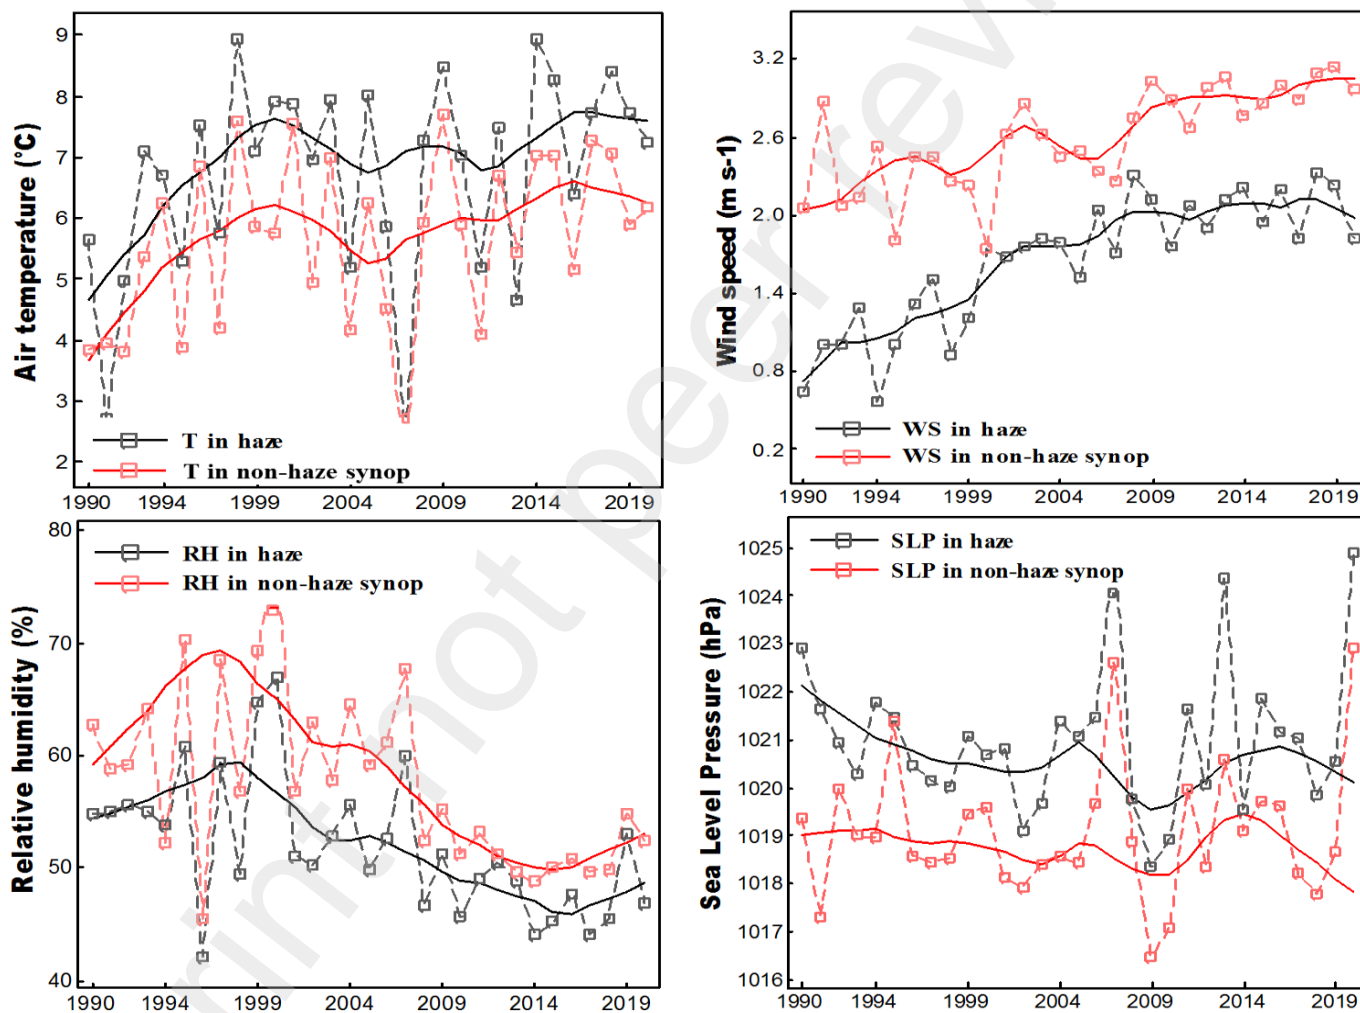 Air temperature (°C)
9
8
7
6
5
4
3
2
T in haze
T in non-haze synop
1990 1994 1999 2004 2009 2014 2019
Wind speed (m s-1)
3.2
2.6
2.0
1.4
0.8
0.2
WS in haze
WS in non-haze synop
1990 1994 1999 2004 2009 2014 2019
Relative humidity (%)
80
70
60
50
40
RH in haze
RH in non-haze synop
1990 1994 1999 2004 2009 2014 2019
Sea Level Pressure (hPa)
1025
1024
1023
1022
1021
1020
1019
1018
1017
1016
SLP in haze
SLP in non-haze synop
1990 1994 1999 2004 2009 2014 2019
rint not peer rev